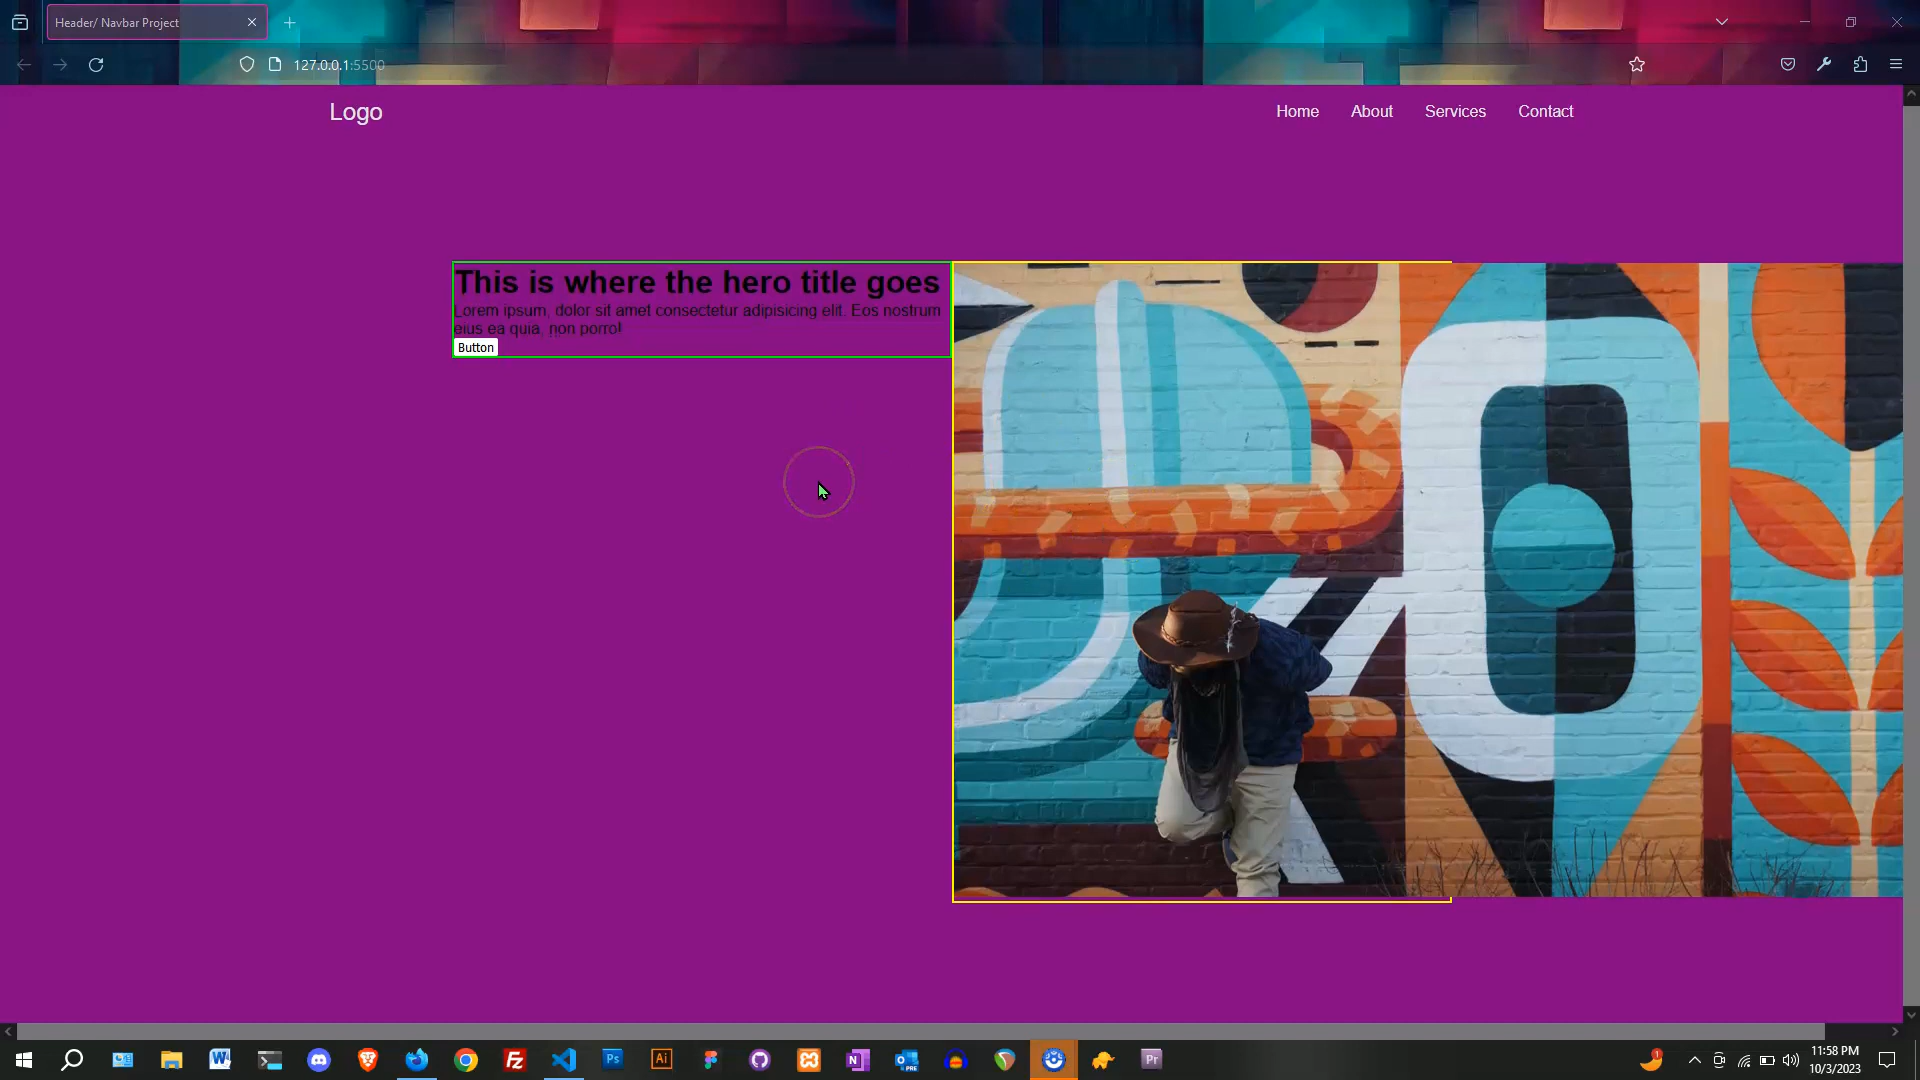 Header/ Navbar Project
127.0.0.1:5500
Logo
Home About Services Contact
This is where the hero title goes
Lorem ipsum, dolor sit amet consectetur adipisicing elit. Eos nostrum
eius ea quia, non porro!
Button
11:58 PM
10/3/2023